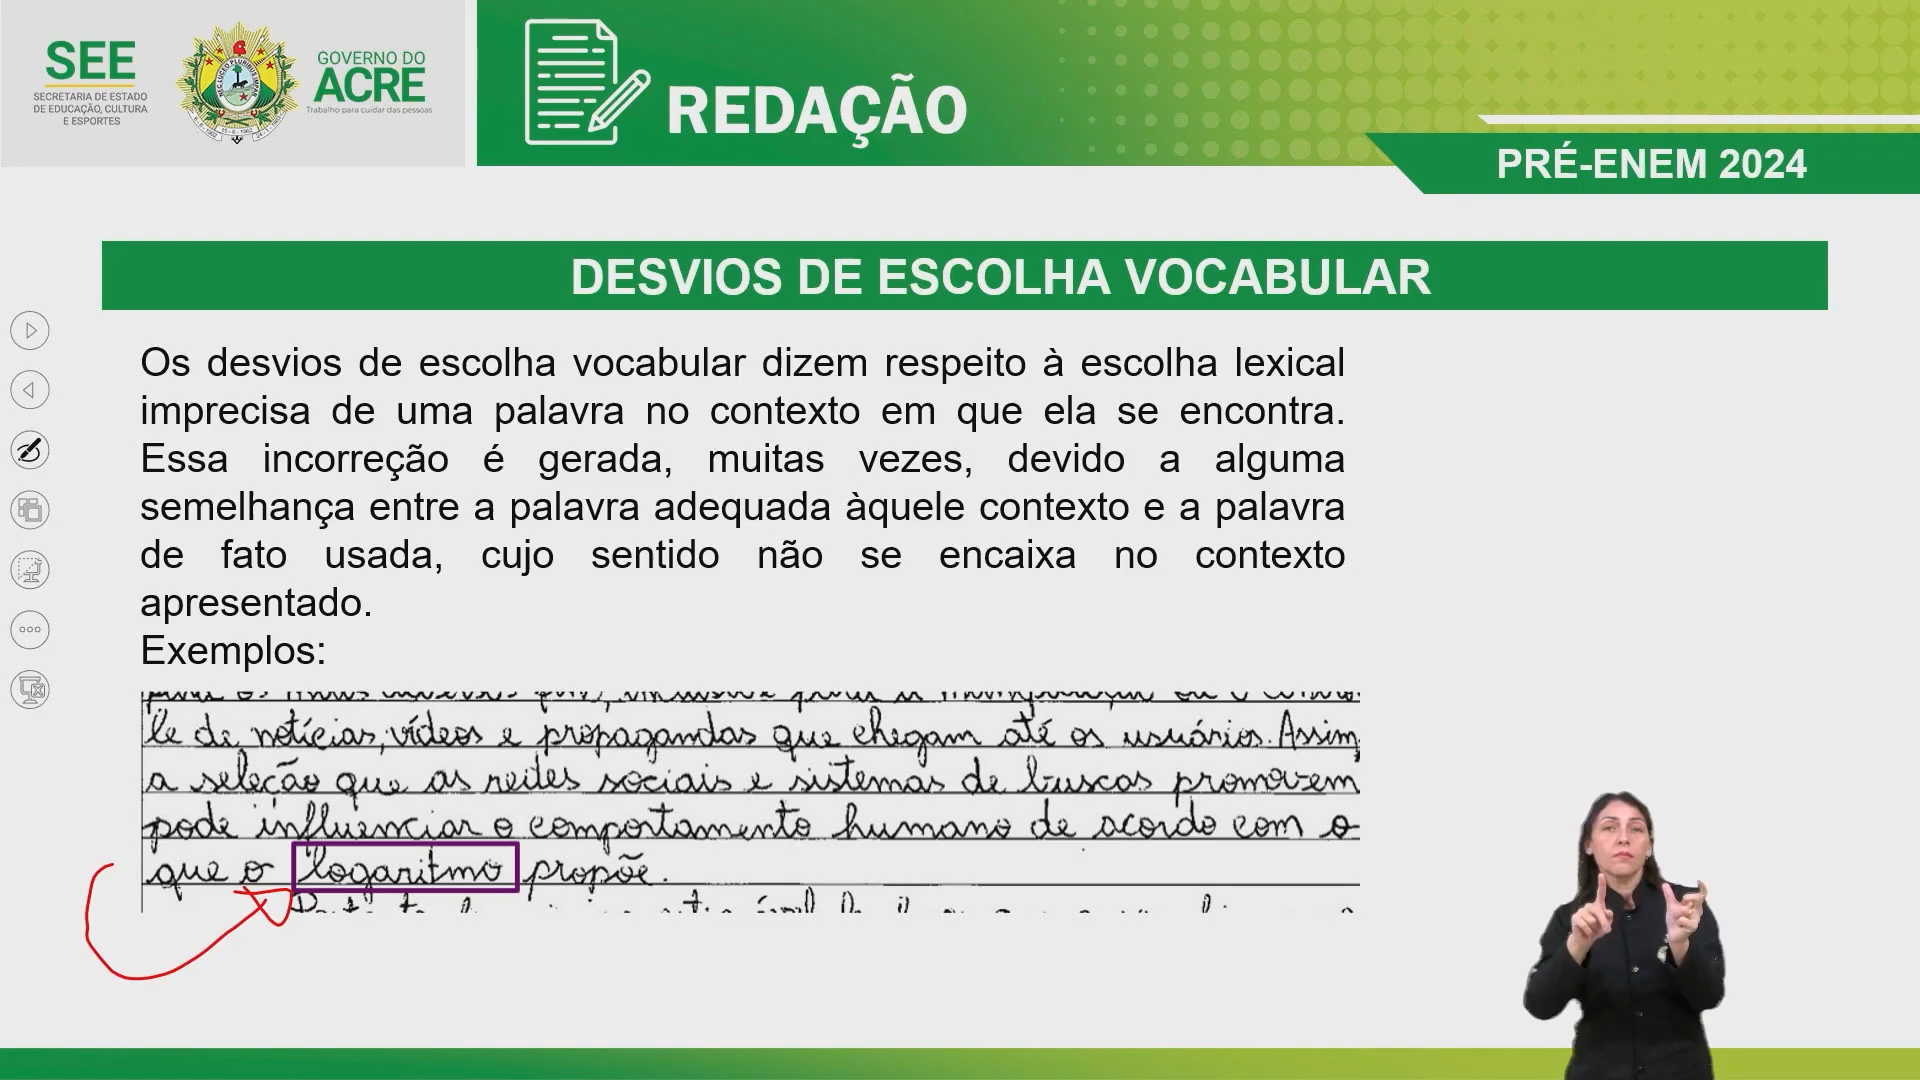 SEE
SECRETARIA DE ESTADO
DE EDUCAÇÃO, CULTURA
E ESPORTES
GOVERNO DO
ACRE
Trabalho para cuidar das pessoas
REDAÇÃO
PRÉ-ENEM 2024
DESVIOS DE ESCOLHA VOCABULAR
Os desvios de escolha vocabular dizem respeito à escolha lexical
imprecisa de uma palavra no contexto em que ela se encontra.
Essa incorreção é gerada, muitas vezes, devido a alguma
semelhança entre a palavra adequada àquele contexto e a palavra
de fato usada, cujo sentido não se encaixa no contexto
apresentado.
Exemplos:
le de notícias, vídeos e propagandas que chegam até os usuários. Assim,
a seleção que as redes sociais e sistemas de buscas promovem
pode influenciar o comportamento humano de acordo com o
que o logaritmo propõe.